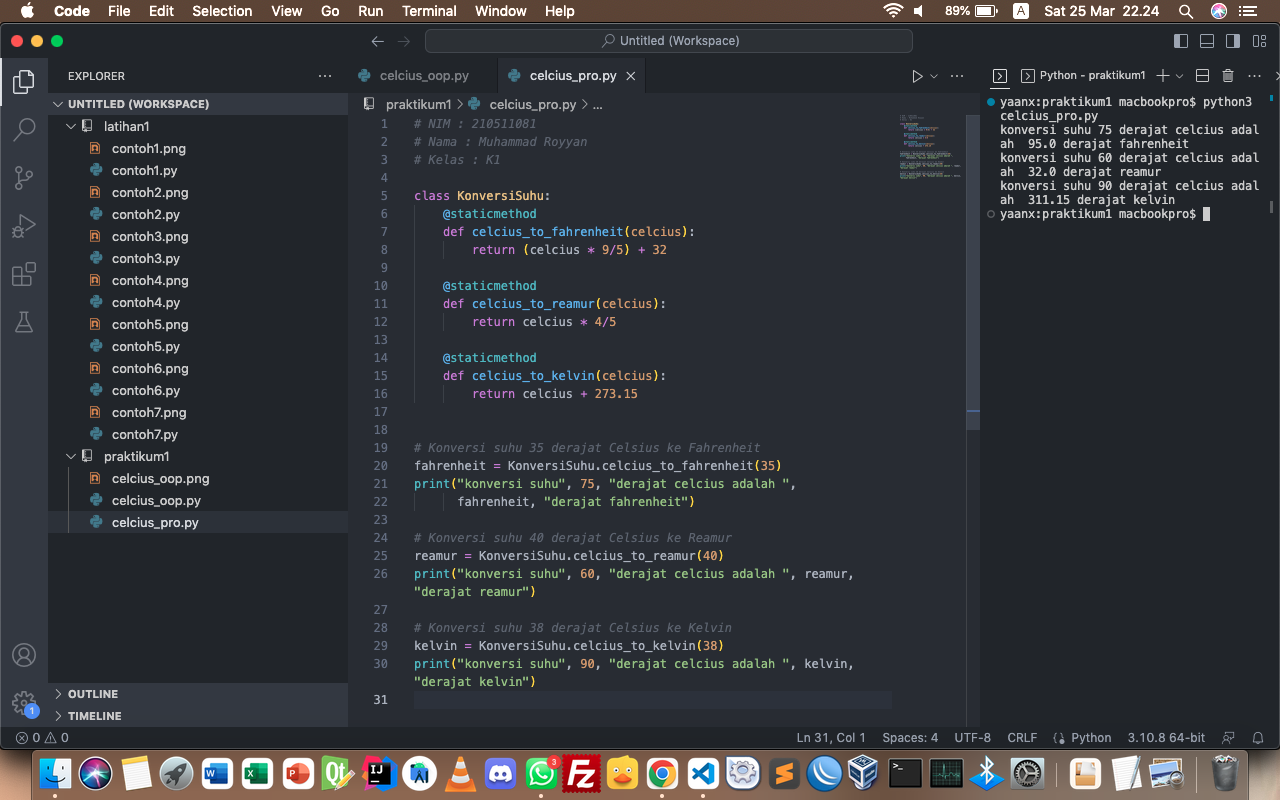 Code File Edit Selection View Go Run Terminal Window Help 89% A Sat 25 Mar 22.24
Untitled (Workspace)
EXPLORER
UNTITLED (WORKSPACE)
latihan1
contoh1.png
contoh1.py
contoh2.png
contoh2.py
contoh3.png
contoh3.py
contoh4.png
contoh4.py
contoh5.png
contoh5.py
contoh6.png
contoh6.py
contoh7.png
contoh7.py
praktikum1
celcius_oop.png
celcius_oop.py
celcius_pro.py
OUTLINE
TIMELINE
1
celcius_oop.py celcius_pro.py
praktikum1 > celcius_pro.py > ...
1 # NIM : 210511081
2 # Nama : Muhammad Royyan
3 # Kelas : K1
4
5 class KonversiSuhu:
6 @staticmethod
7 def celcius_to_fahrenheit(celcius):
8 return (celcius * 9/5) + 32
9
10 @staticmethod
11 def celcius_to_reamur(celcius):
12 return celcius * 4/5
13
14 @staticmethod
15 def celcius_to_kelvin(celcius):
16 return celcius + 273.15
17
18
19 # Konversi suhu 35 derajat Celsius ke Fahrenheit
20 fahrenheit = KonversiSuhu.celcius_to_fahrenheit(35)
21 print("konversi suhu", 75, "derajat celcius adalah ",
22 fahrenheit, "derajat fahrenheit")
23
24 # Konversi suhu 40 derajat Celsius ke Reamur
25 reamur = KonversiSuhu.celcius_to_reamur(40)
26 print("konversi suhu", 60, "derajat celcius adalah ", reamur,
"derajat reamur")
27
28 # Konversi suhu 38 derajat Celsius ke Kelvin
29 kelvin = KonversiSuhu.celcius_to_kelvin(38)
30 print("konversi suhu", 90, "derajat celcius adalah ", kelvin,
"derajat kelvin")
31
Python - praktikum1
yaanx:praktikum1 macbookpro$ python3
celcius_pro.py
konversi suhu 75 derajat celcius adal
ah  95.0 derajat fahrenheit
konversi suhu 60 derajat celcius adal
ah  32.0 derajat reamur
konversi suhu 90 derajat celcius adal
ah  311.15 derajat kelvin
yaanx:praktikum1 macbookpro$
0 0 Ln 31, Col 1 Spaces: 4 UTF-8 CRLF Python 3.10.8 64-bit
W X P Qt IJ 3 FZ S